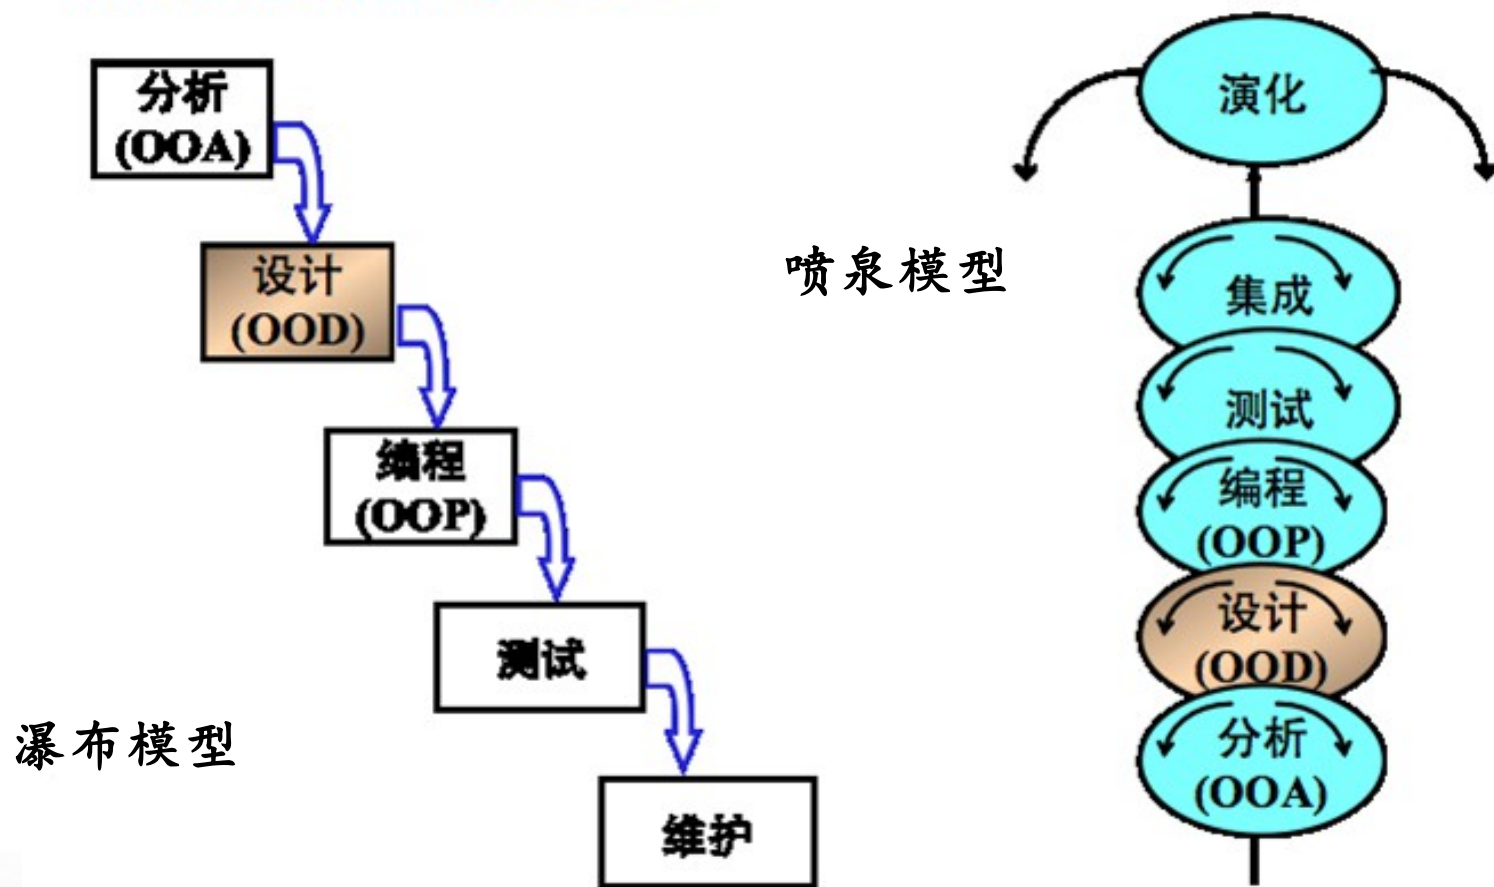 分析
(OOA)
设计
(OOD)
编程
(OOP)
测试
维护
瀑布模型
喷泉模型
演化
集成
测试
编程
(OOP)
设计
(OOD)
分析
(OOA)